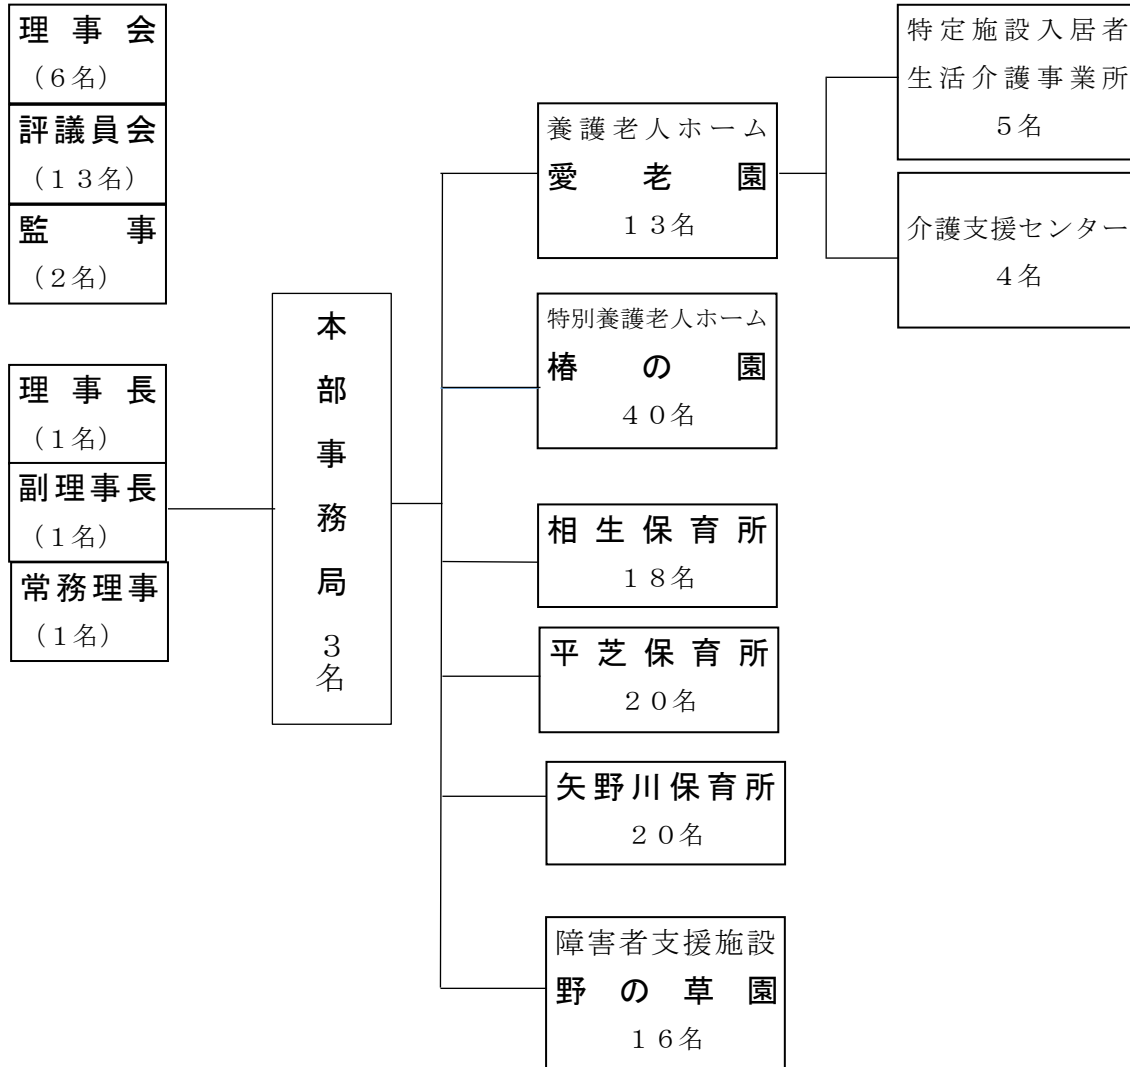 理事会
（6名）
評議員会
（１３名）
監事
（2名）
理事長
（1名）
副理事長
（1名）
常務理事
（1名）
本部事務局 3名
養護老人ホーム
愛老園
１３名
特別養護老人ホーム
椿の園
４０名
相生保育所
１８名
平芝保育所
２０名
矢野川保育所
２０名
障害者支援施設
野の草園
１６名
特定施設入居者
生活介護事業所
５名
介護支援センター
４名